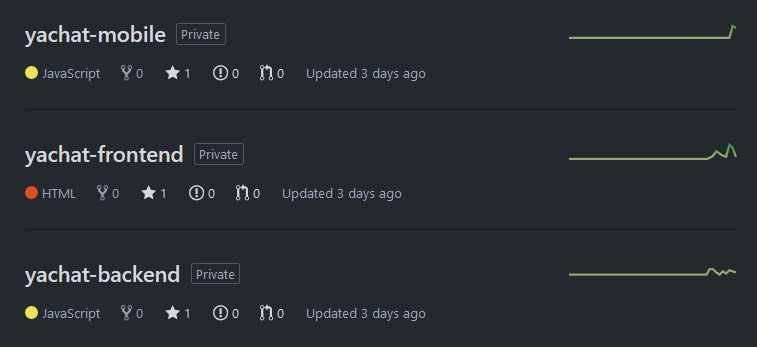 yachat-mobile Private
JavaScript 0 1 0 0 Updated 3 days ago
yachat-frontend Private
HTML 0 1 0 0 Updated 3 days ago
yachat-backend Private
JavaScript 0 1 0 0 Updated 3 days ago